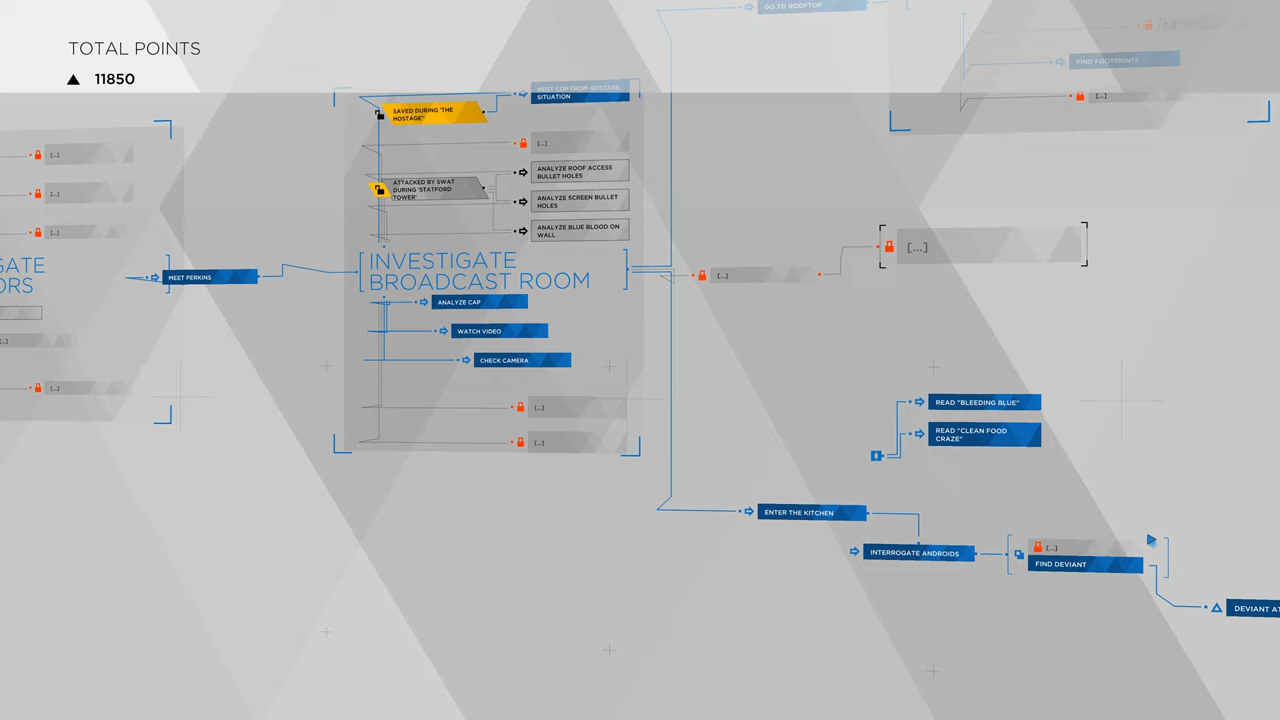 TOTAL POINTS
11850
GO TO ROOFTOP
[...]
FIND FOOTPRINTS
[...]
SAVED DURING 'THE
HOSTAGE"
MEET COP FROM HOSTAGE
SITUATION
[...]
ATTACKED BY SWAT
DURING 'STATFORD
TOWER'
ANALYZE ROOF ACCESS
BULLET HOLES
ANALYZE SCREEN BULLET
HOLES
ANALYZE BLUE BLOOD ON
WALL
[...]
[...]
[...]
GATE
ORS
MEET PERKINS
[...]
[...]
INVESTIGATE
BROADCAST ROOM
ANALYZE CAP
WATCH VIDEO
CHECK CAMERA
[...]
[...]
[...]
[...]
READ "BLEEDING BLUE"
READ "CLEAN FOOD
CRAZE"
ENTER THE KITCHEN
INTERROGATE ANDROIDS
[...]
FIND DEVIANT
DEVIANT AT